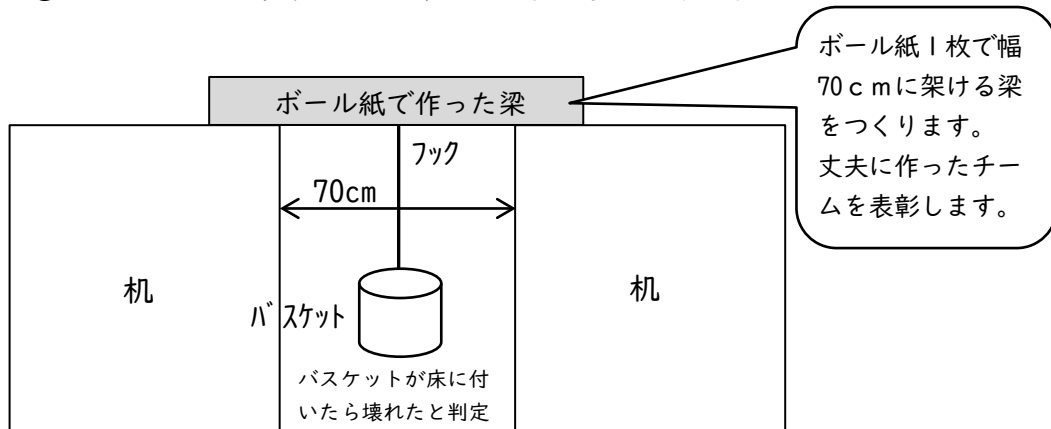 ボール紙で作った梁
ボール紙1枚で幅
70cmに架ける梁
をつくります。
丈夫に作ったチー
ムを表彰します。
フック
70cm
机
バスケット
机
バスケットが床に付
いたら壊れたと判定